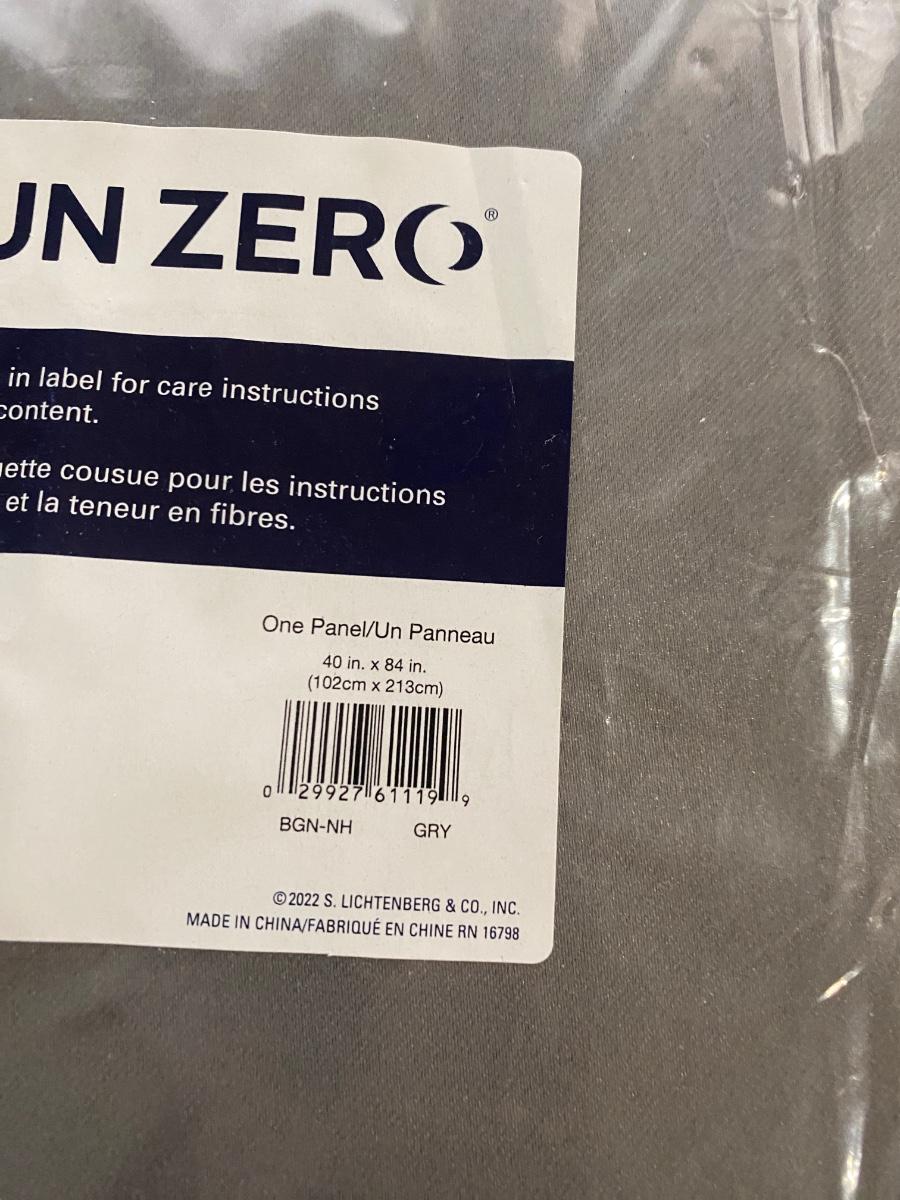 UN ZERO®
in label for care instructions
content.
ette cousue pour les instructions
et la teneur en fibres.
One Panel/Un Panneau
40 in. x 84 in.
(102cm x 213cm)
0 29927 61119 9
BGN-NH GRY
©2022 S. LICHTENBERG & CO., INC.
MADE IN CHINA/FABRIQUÉ EN CHINE RN 16798